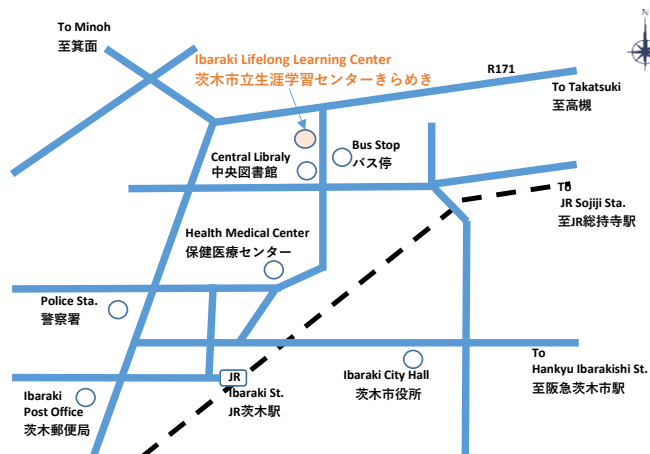 To Minoh
至箕面
N
Ibaraki Lifelong Learning Center
茨木市立生涯学習センターきらめき
R171
To Takatsuki
至高槻
Bus Stop
バス停
Central Libraly
中央図書館
To
JR Sojiji Sta.
至JR総持寺駅
Health Medical Center
保健医療センター
Police Sta.
警察署
JR
Ibaraki St.
JR茨木駅
Ibaraki City Hall
茨木市役所
To
Hankyu Ibarakishi St.
至阪急茨木市駅
Ibaraki
Post Office
茨木郵便局